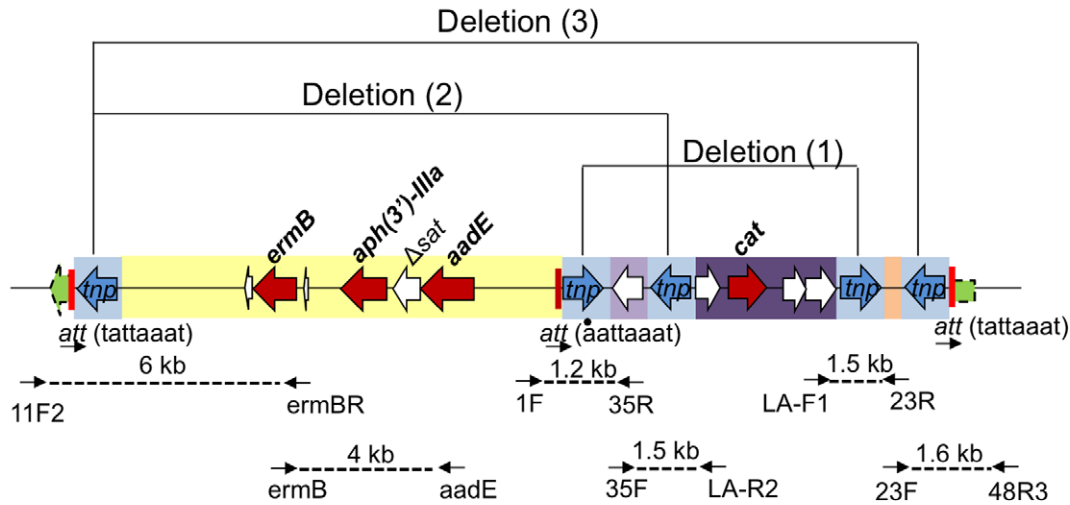 Deletion (3)
Deletion (2)
Deletion (1)
ermB
aph(3’)-IIIa
Δsat
aadE
cat
tnp
tnp
tnp
tnp
tnp
att (tattaaat)
att (aattaaat)
att (tattaaat)
6 kb
1.2 kb
1.5 kb
11F2
ermBR
1F
35R
LA-F1
23R
4 kb
1.5 kb
1.6 kb
ermB
aadE
35F
LA-R2
23F
48R3